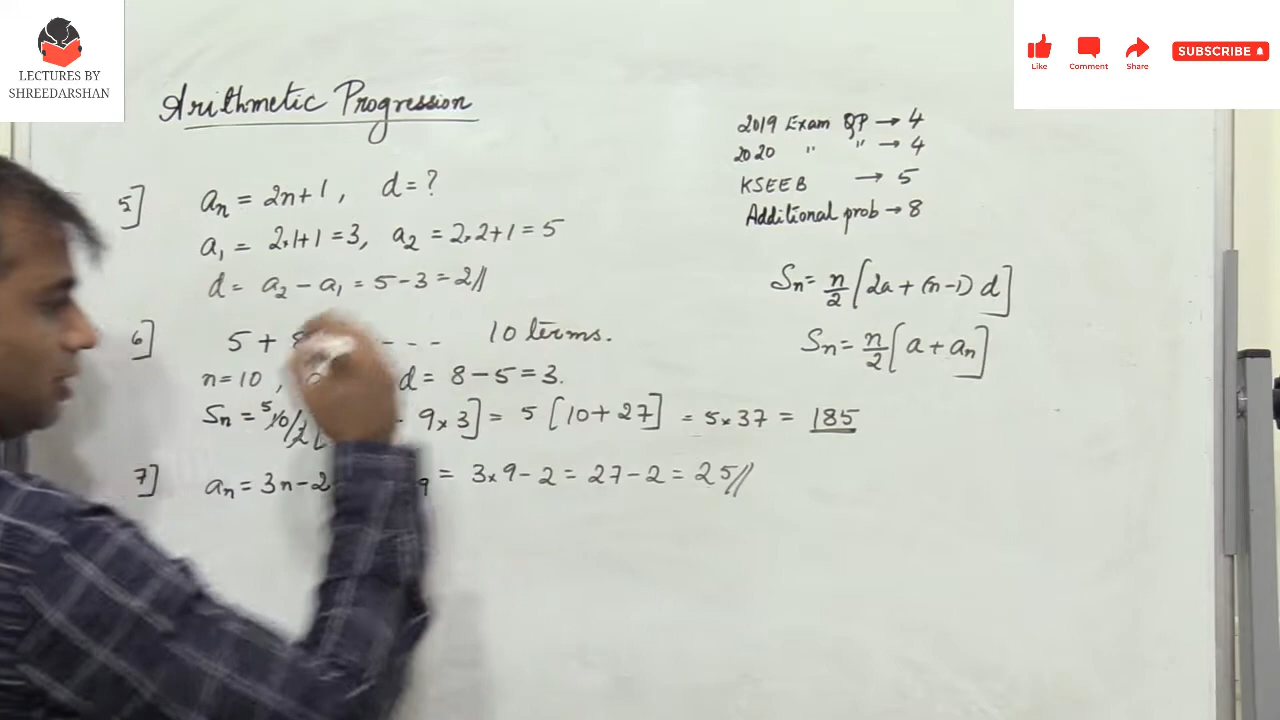 LECTURES BY
SHREEDARSHAN
Like
Comment
Share
SUBSCRIBE
Arithmetic Progression
2019 Exam QP → 4
2020 " " → 4
KSEEB → 5
Additional prob → 8
5] aₙ = 2n+1, d = ?
a₁ = 2×1+1 = 3, a₂ = 2×2+1 = 5
d = a₂ − a₁ = 5 − 3 = 2//
Sₙ = n/2 [2a + (n−1) d]
Sₙ = n/2 [a + aₙ]
6] 5 + 8 - - - 10 terms.
n = 10, d = 8 − 5 = 3.
Sₙ = 5 10/2 [ 9×3] = 5 [10 + 27] = 5×37 = 185
7] aₙ = 3n − 2 9 = 3×9 − 2 = 27 − 2 = 25//